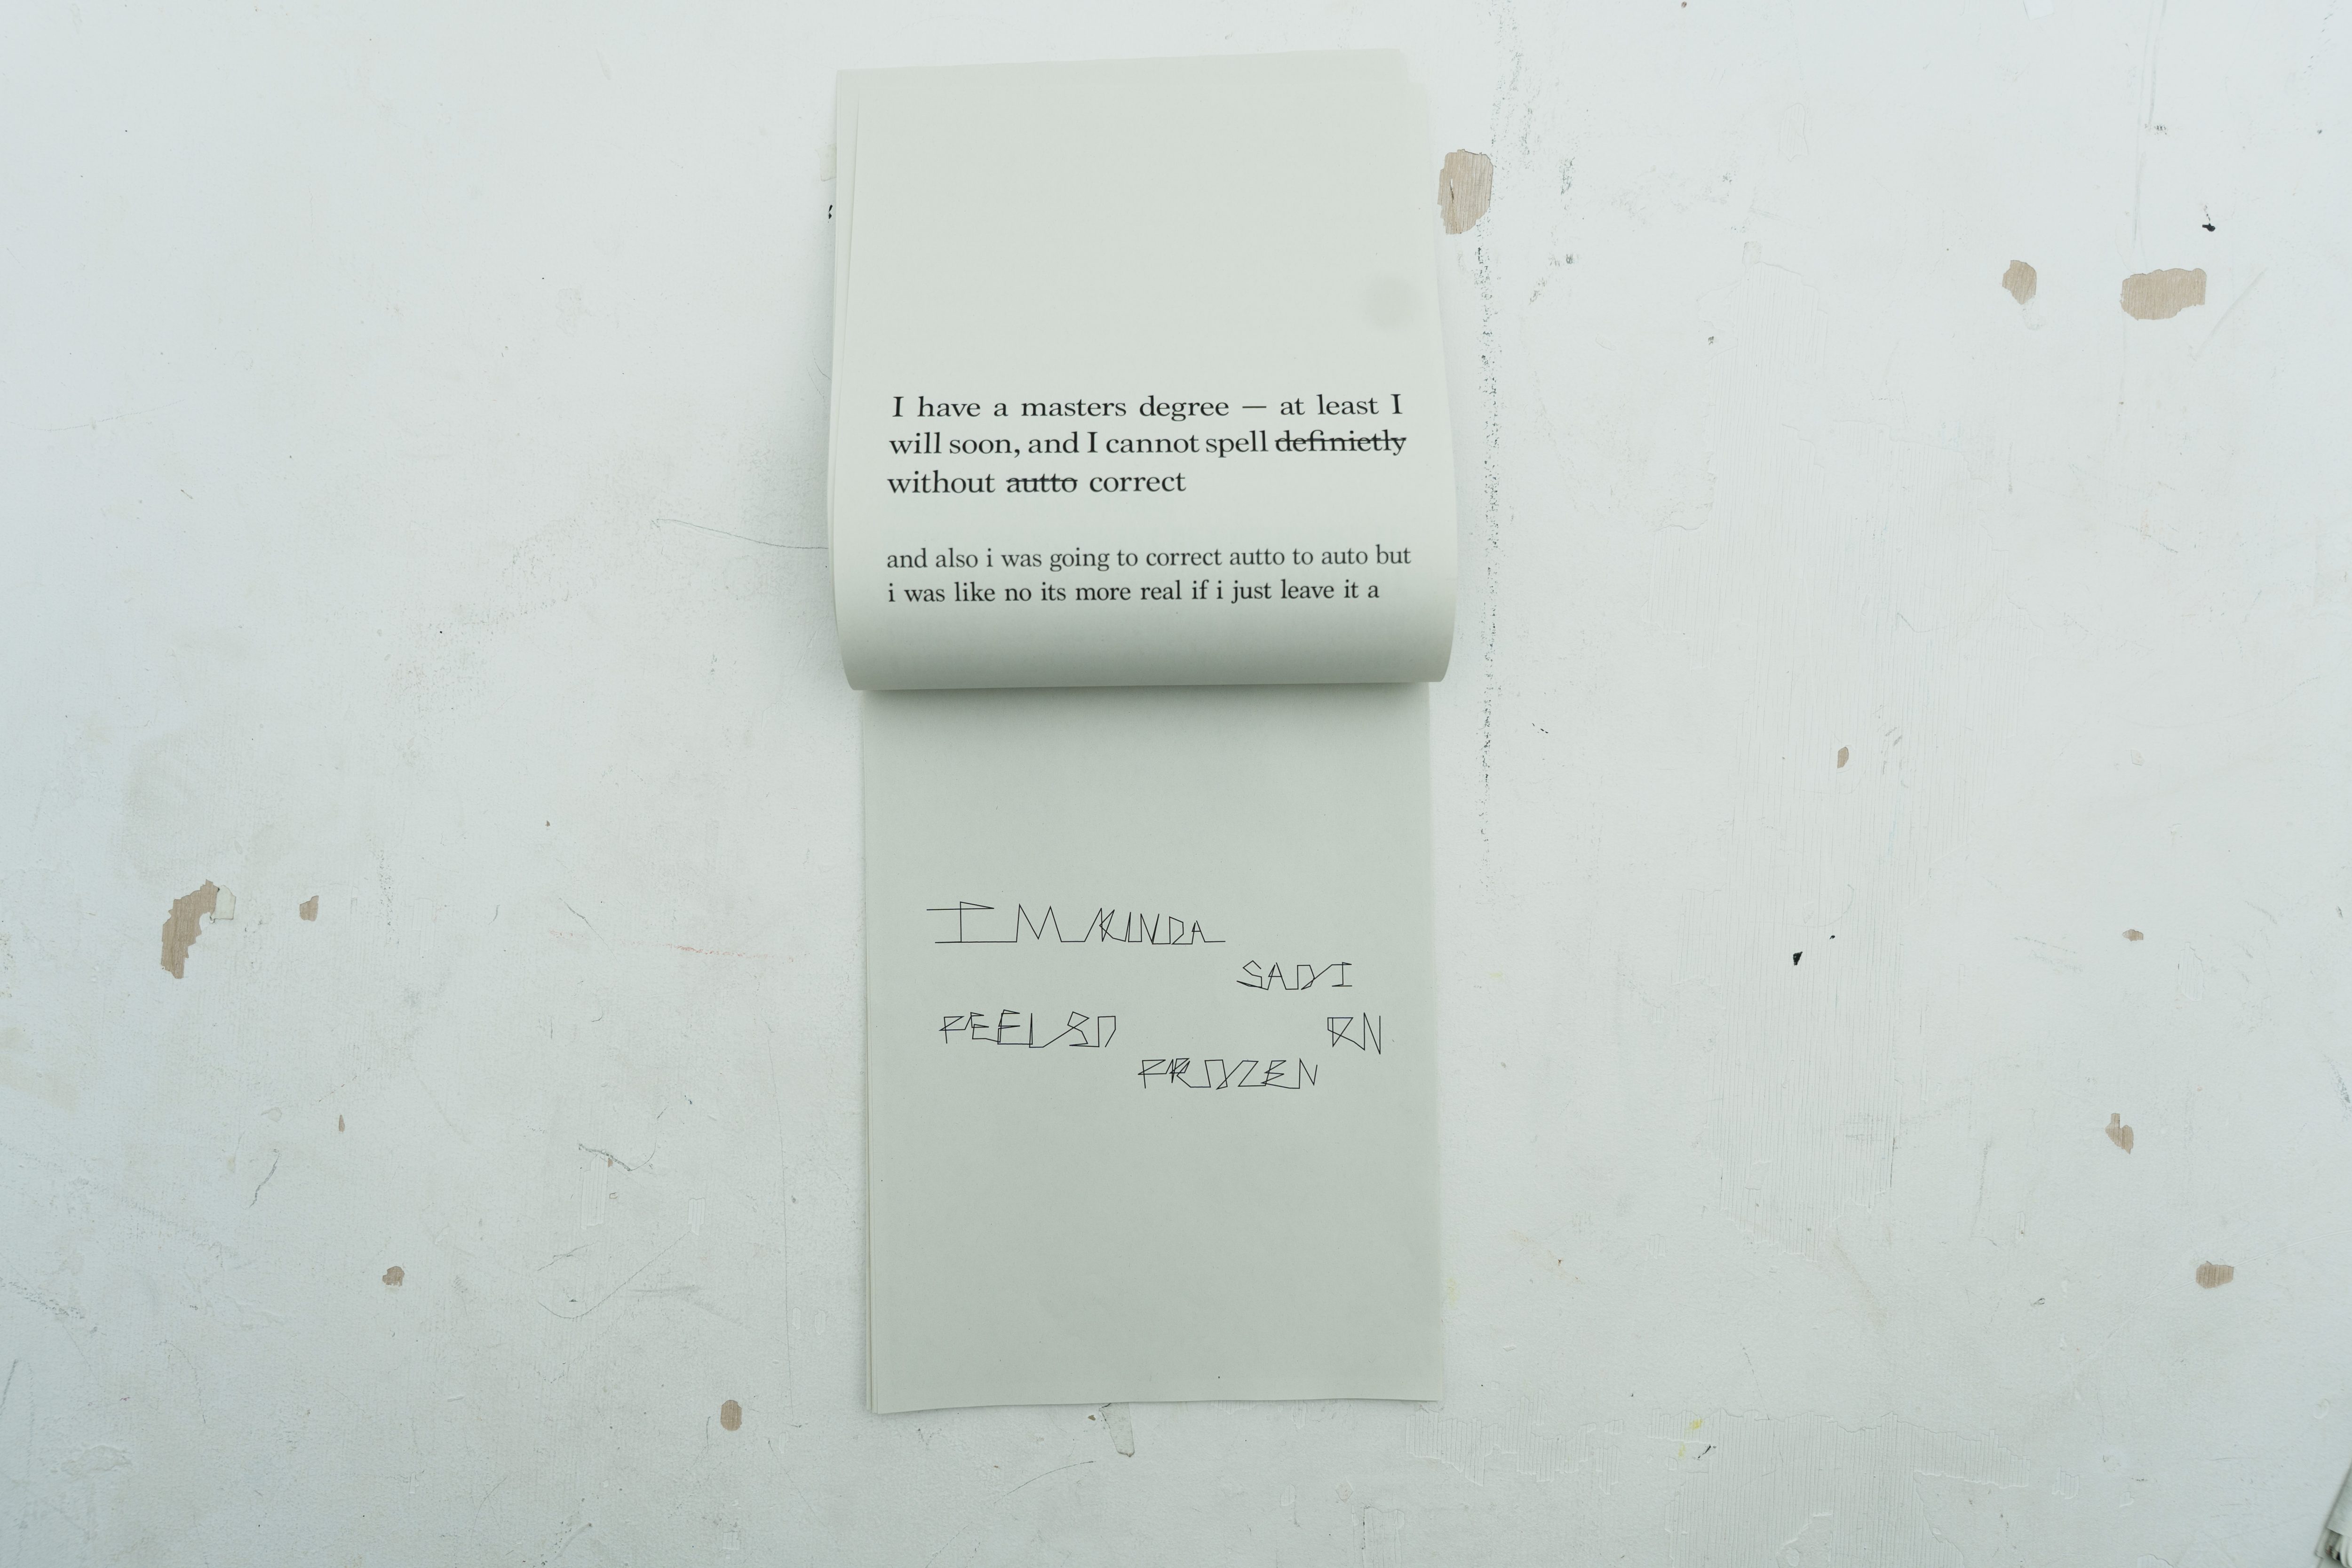 I have a masters degree — at least I
will soon, and I cannot spell definietly
without autto correct
and also i was going to correct autto to auto but
i was like no its more real if i just leave it a
I M KINDA
SAD I
FEEL SO
RN
FROZEN